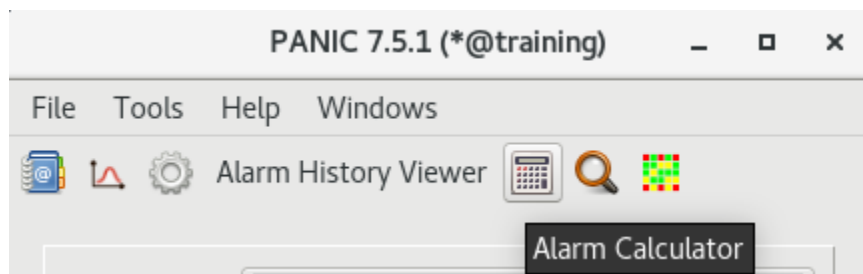 PANIC 7.5.1 (*@training)
File Tools Help Windows
@ Alarm History Viewer
Alarm Calculator